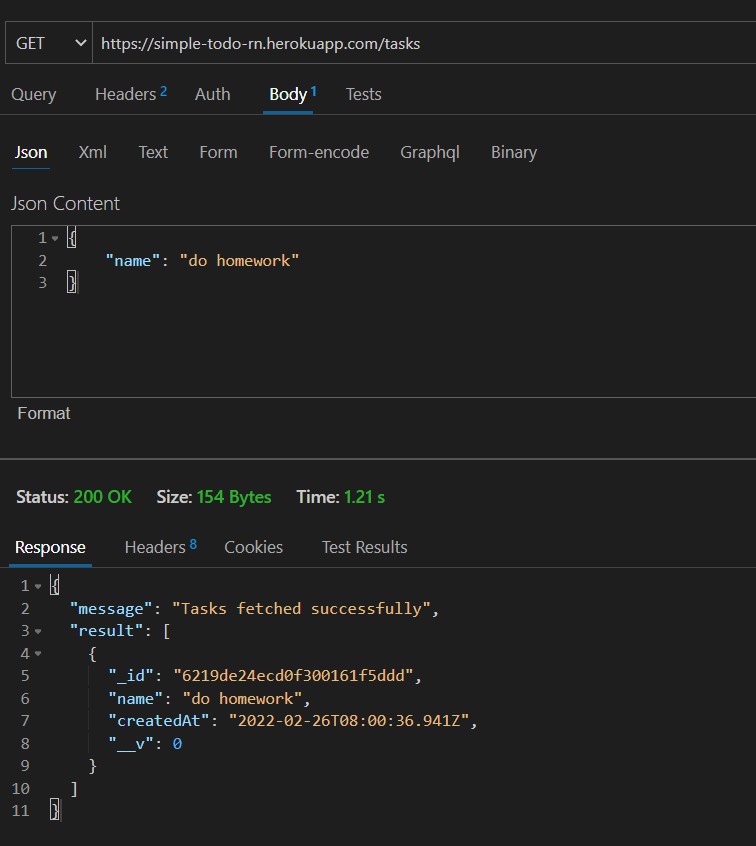 GET https://simple-todo-rn.herokuapp.com/tasks
Query Headers 2 Auth Body 1 Tests
Json Xml Text Form Form-encode Graphql Binary
Json Content
1 {
2 "name": "do homework"
3 }
Format
Status: 200 OK Size: 154 Bytes Time: 1.21 s
Response Headers 8 Cookies Test Results
1 {
2 "message": "Tasks fetched successfully",
3 "result": [
4 {
5 "_id": "6219de24ecd0f300161f5ddd",
6 "name": "do homework",
7 "createdAt": "2022-02-26T08:00:36.941Z",
8 "__v": 0
9 }
10 ]
11 }